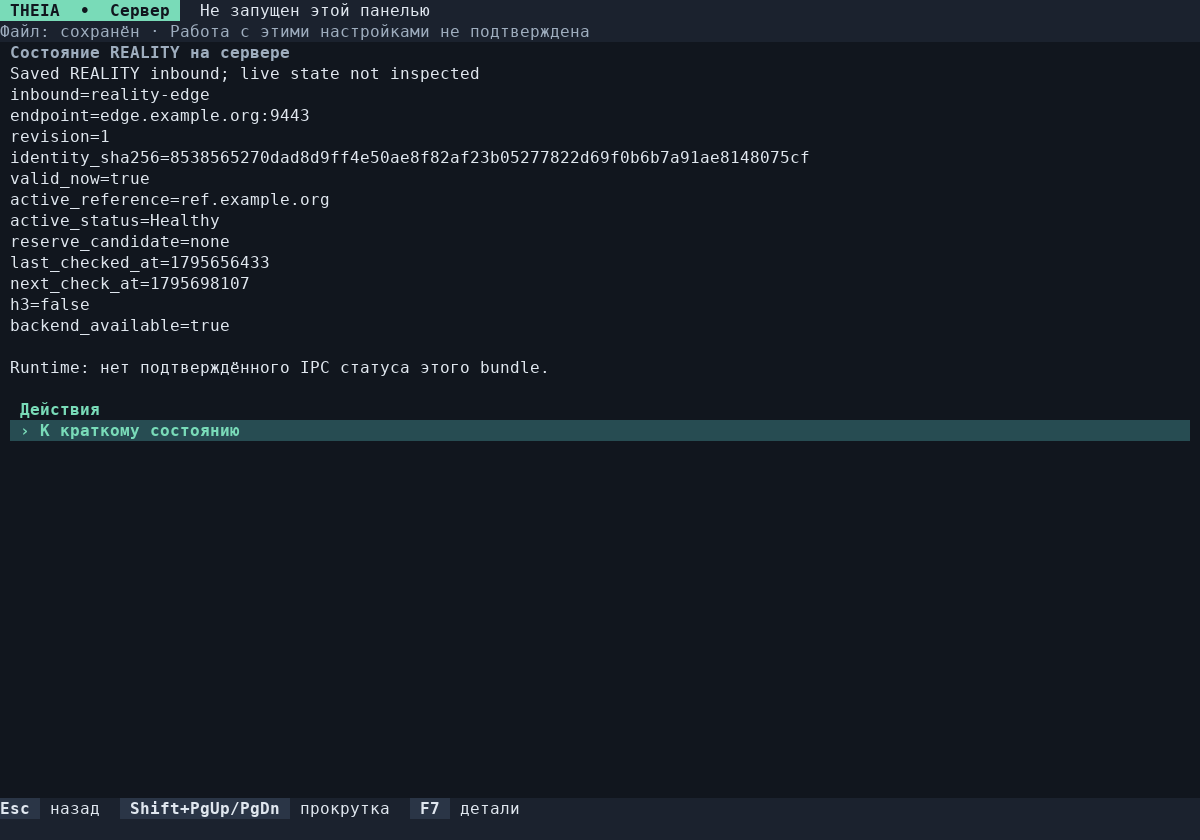 THEIA • Сервер Не запущен этой панелью
Файл: сохранён · Работа с этими настройками не подтверждена
Состояние REALITY на сервере
Saved REALITY inbound; live state not inspected
inbound=reality-edge
endpoint=edge.example.org:9443
revision=1
identity_sha256=8538565270dad8d9ff4e50ae8f82af23b05277822d69f0b6b7a91ae8148075cf
valid_now=true
active_reference=ref.example.org
active_status=Healthy
reserve_candidate=none
last_checked_at=1795656433
next_check_at=1795698107
h3=false
backend_available=true
Runtime: нет подтверждённого IPC статуса этого bundle.
Действия
› К краткому состоянию
Esc назад Shift+PgUp/PgDn прокрутка F7 детали